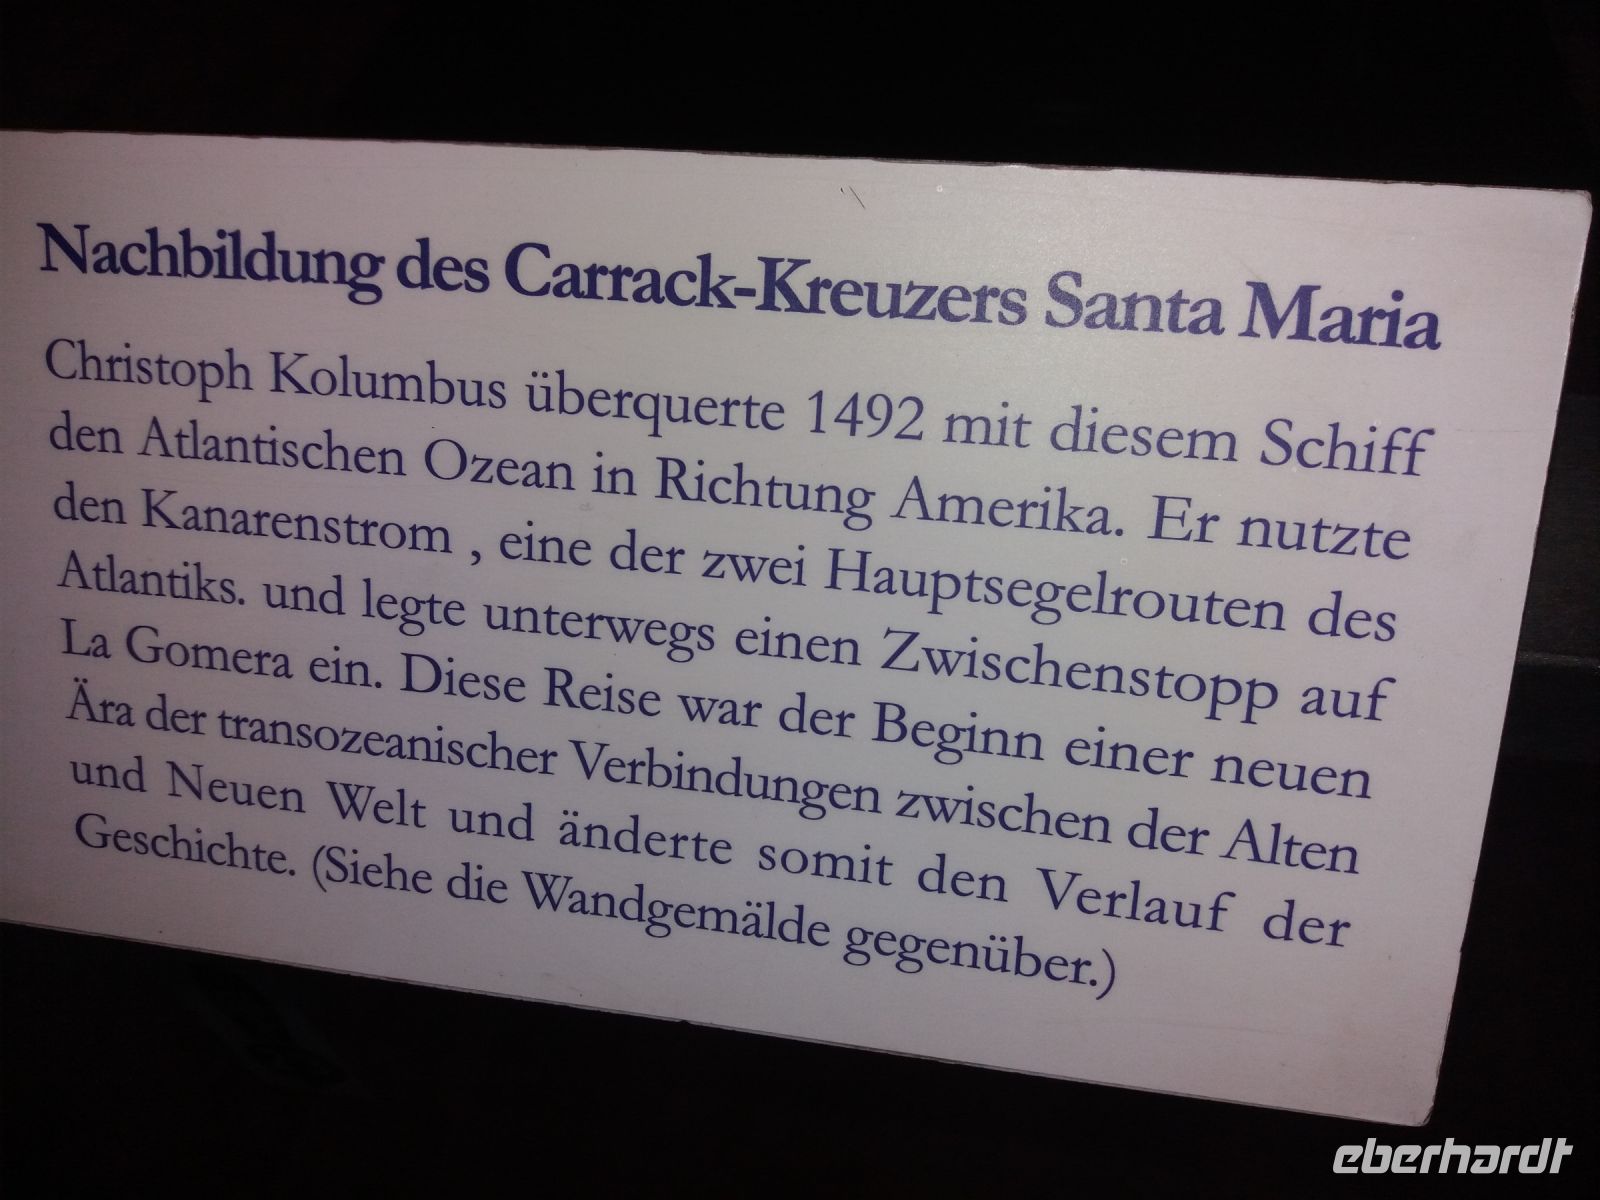 Nachbildung des Carrack-Kreuzers Santa Maria
Christoph Kolumbus überquerte 1492 mit diesem Schiff
den Atlantischen Ozean in Richtung Amerika. Er nutzte
den Kanarenstrom , eine der zwei Hauptsegelrouten des
Atlantiks. und legte unterwegs einen Zwischenstopp auf
La Gomera ein. Diese Reise war der Beginn einer neuen
Ära der transozeanischer Verbindungen zwischen der Alten
und Neuen Welt und änderte somit den Verlauf der
Geschichte. (Siehe die Wandgemälde gegenüber.)
eberhardt